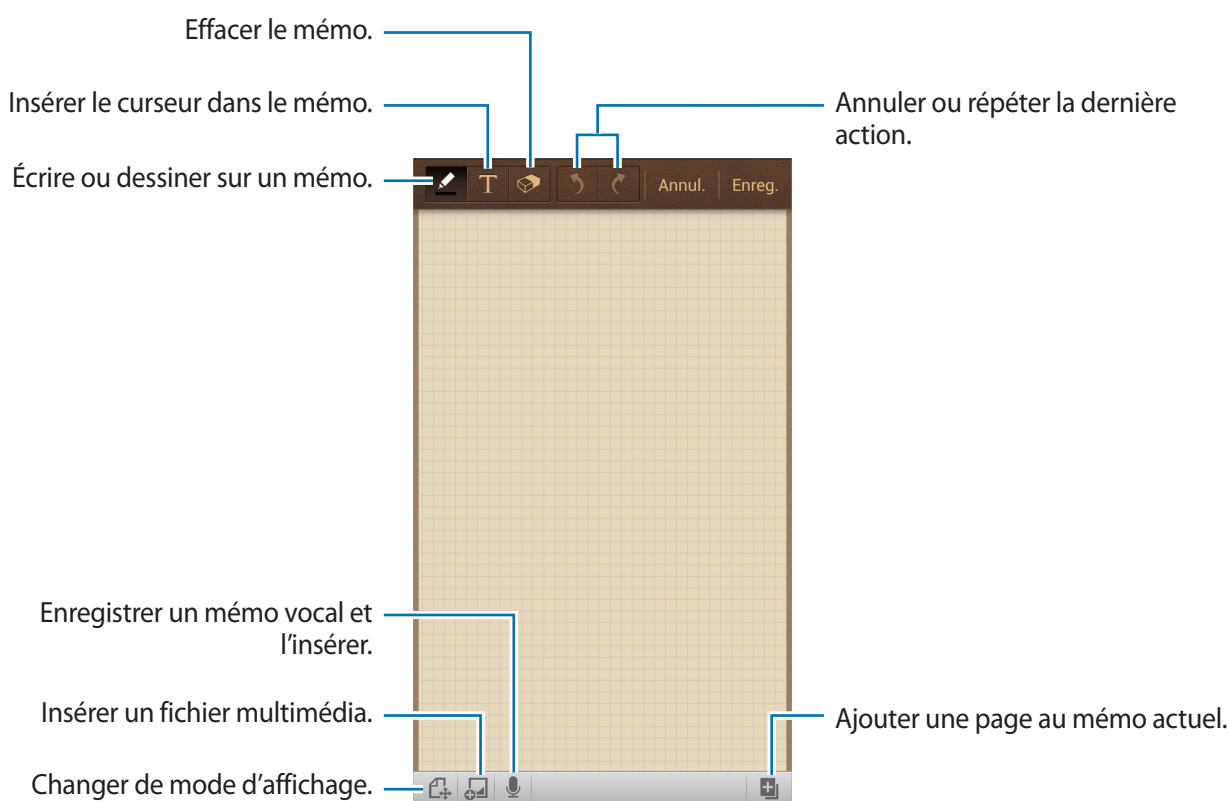 Effacer le mémo.
Insérer le curseur dans le mémo.
Annuler ou répéter la dernière
action.
Écrire ou dessiner sur un mémo.
T
Annul.
Enreg.
Enregistrer un mémo vocal et
l'insérer.
Insérer un fichier multimédia.
Ajouter une page au mémo actuel.
Changer de mode d'affichage.